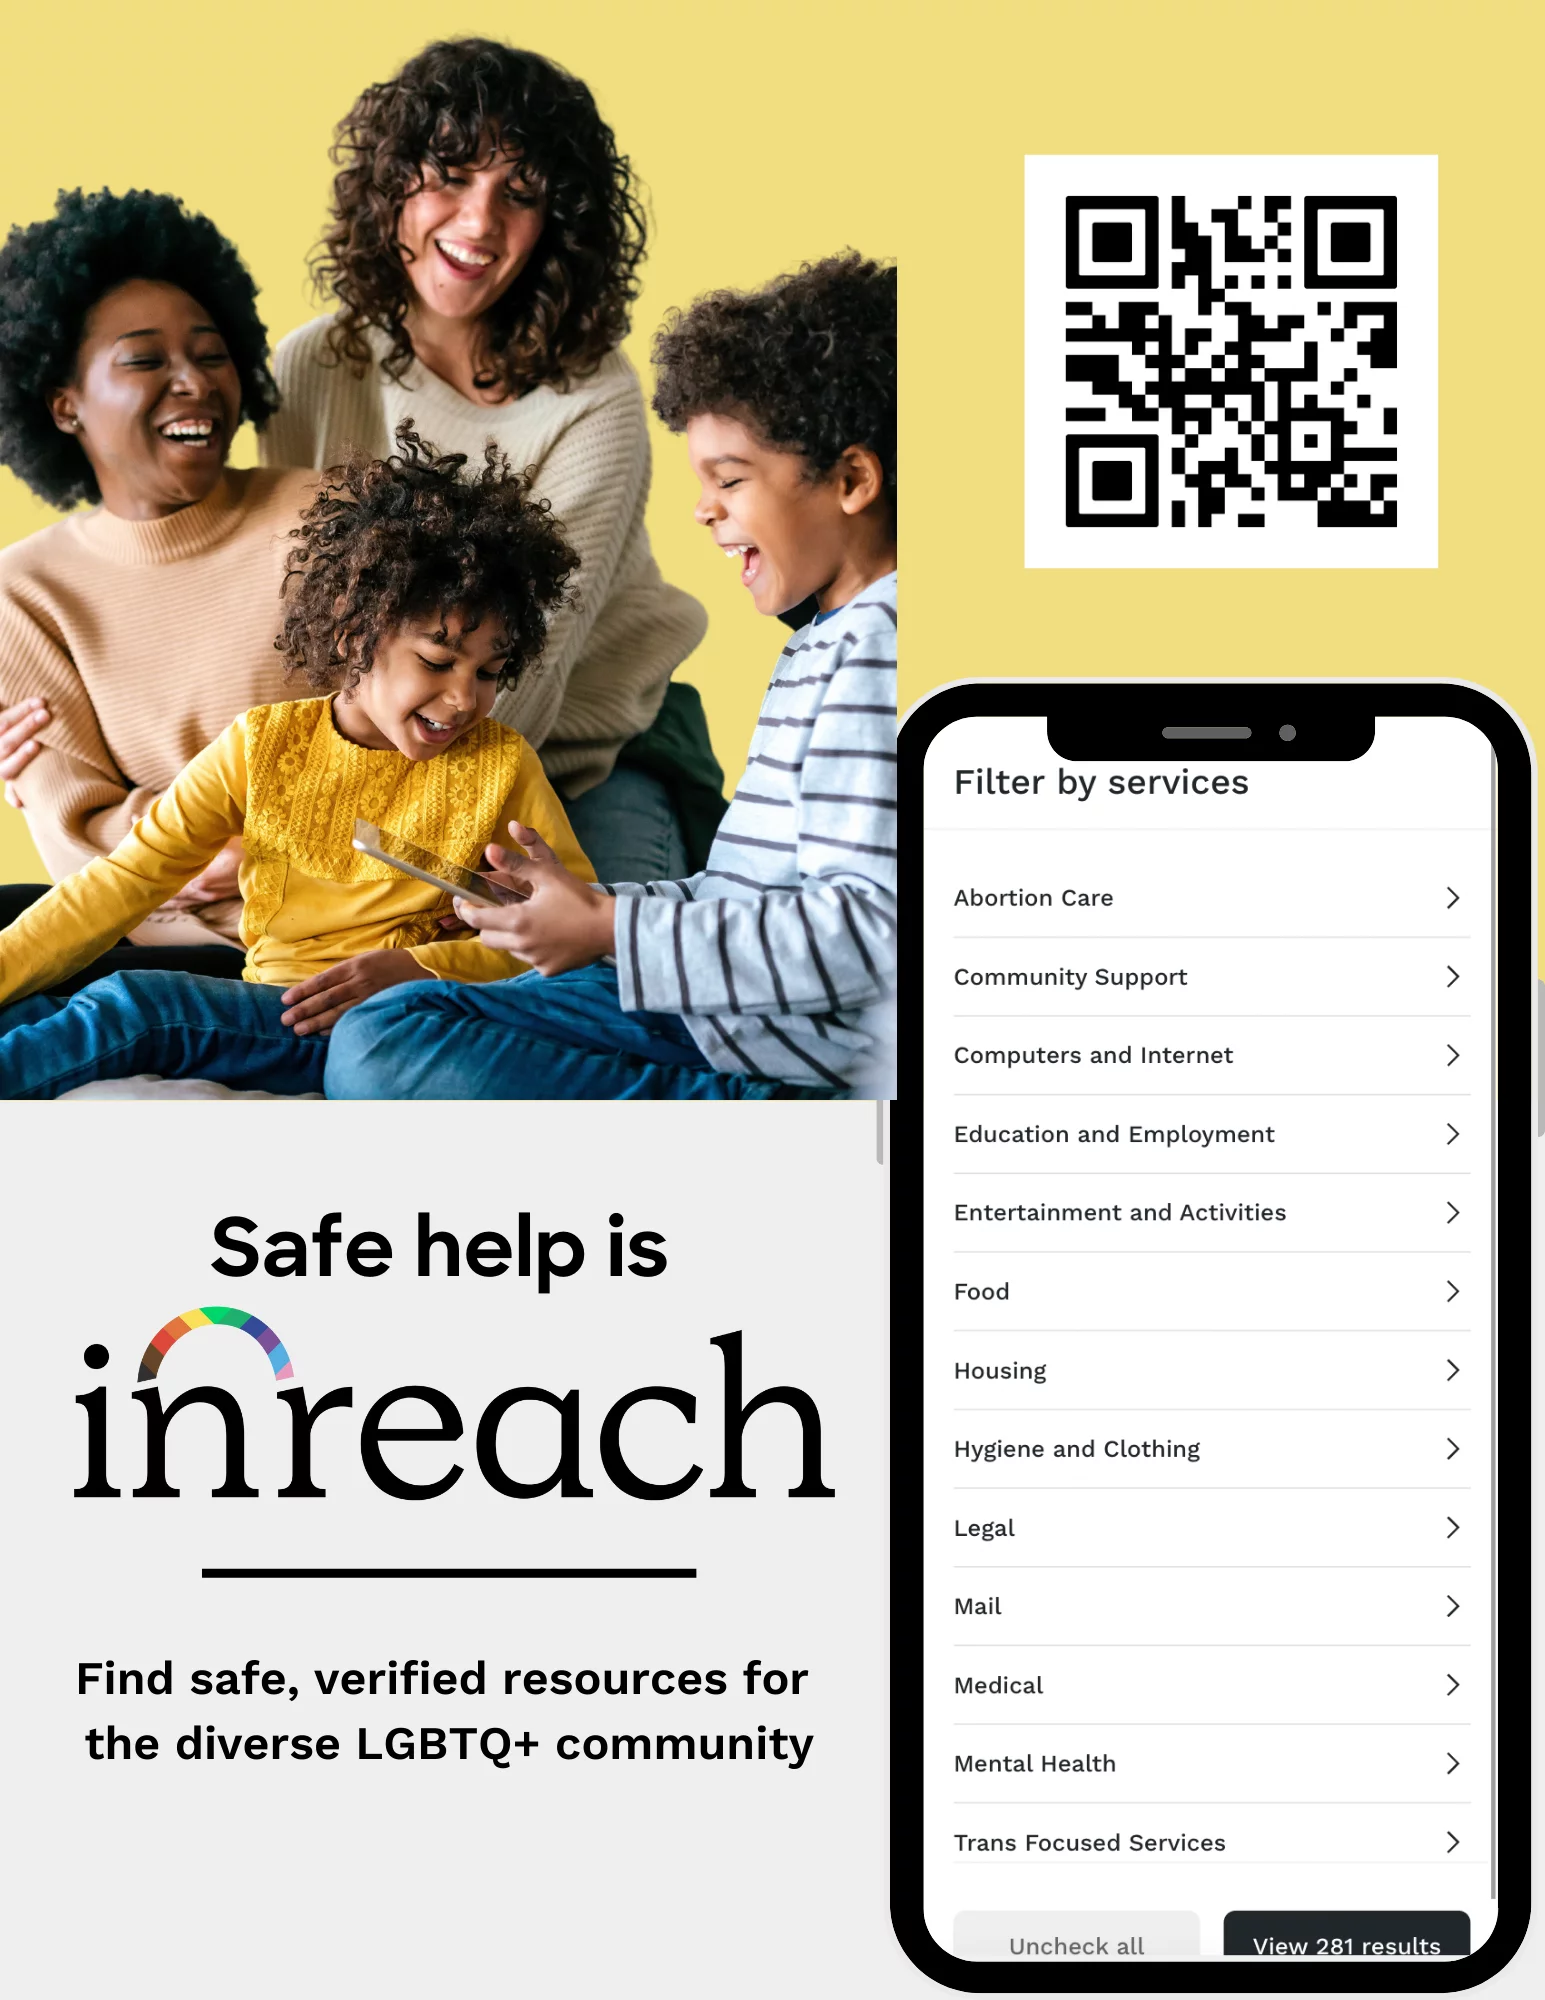 Safe help is
inreach
Find safe, verified resources for
the diverse LGBTQ+ community
Filter by services
Abortion Care
Community Support
Computers and Internet
Education and Employment
Entertainment and Activities
Food
Housing
Hygiene and Clothing
Legal
Mail
Medical
Mental Health
Trans Focused Services
Uncheck all
View 281 results